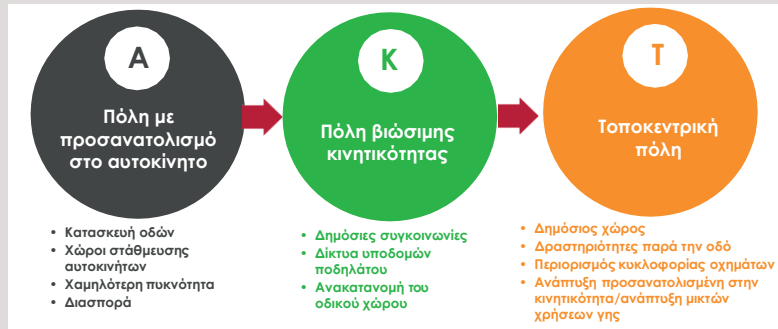 Α
Πόλη με
προσανατολισμό
στο αυτοκίνητο
• Κατασκευή οδών
• Χώροι στάθμευσης
αυτοκινήτων
• Χαμηλότερη πυκνότητα
• Διασπορά
Κ
Πόλη βιώσιμης
κινητικότητας
• Δημόσιες συγκοινωνίες
• Δίκτυα υποδομών
ποδηλάτου
• Ανακατανομή του
οδικού χώρου
Τ
Τοποκεντρική
πόλη
• Δημόσιος χώρος
• Δραστηριότητες παρά την οδό
• Περιορισμός κυκλοφορίας οχημάτων
• Ανάπτυξη προσανατολισμένη στην
κινητικότητα/ανάπτυξη μικτών
χρήσεων γης